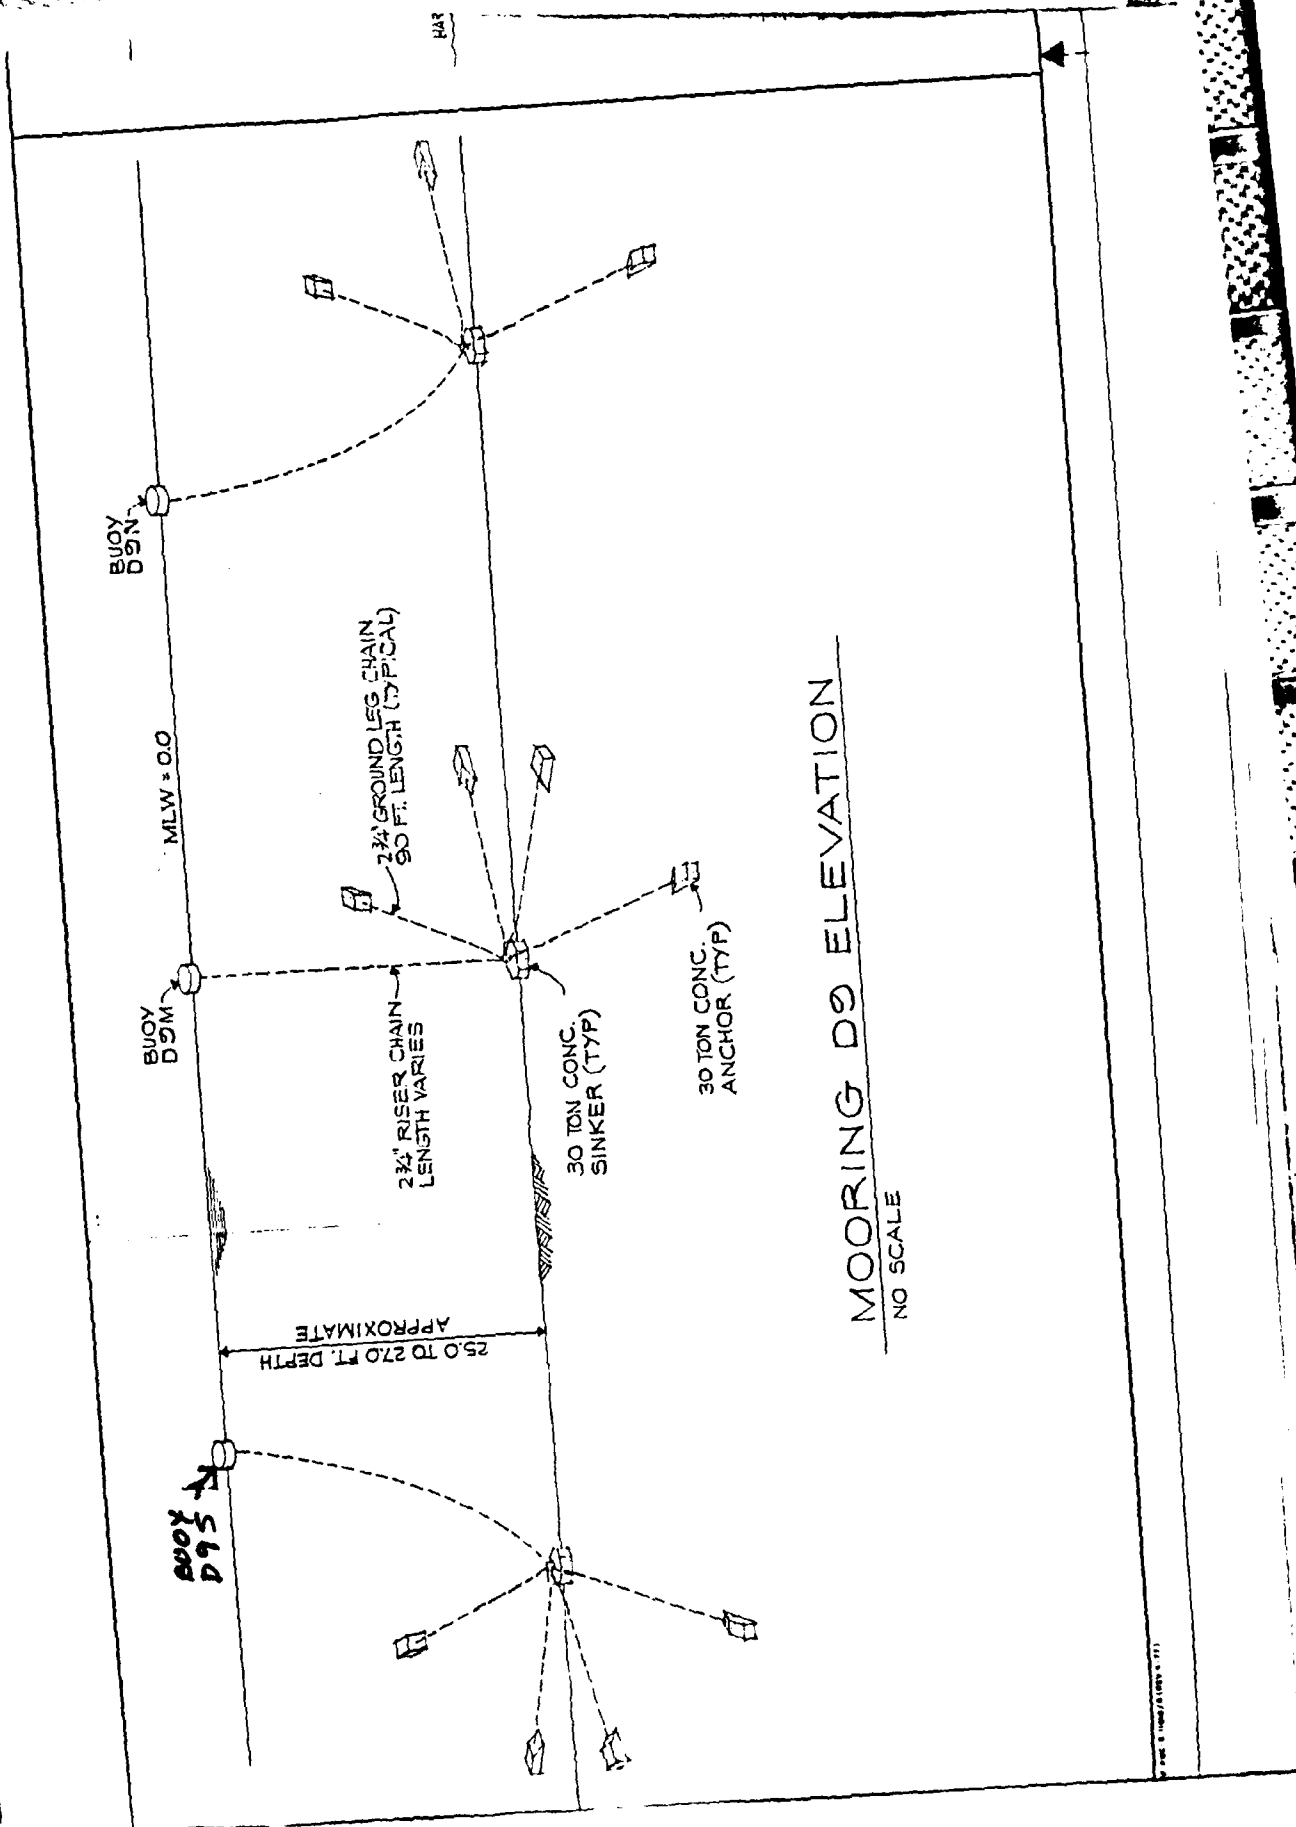 BUOY
D9S
BUOY
D9M
MLW = 0.0
BUOY
D9N
25.0 TO 27.0 FT. DEPTH
APPROXIMATE
2¾" RISER CHAIN
LENGTH VARIES
2¾" GROUND LEG CHAIN
90 FT. LENGTH (TYPICAL)
30 TON CONC.
SINKER (TYP)
30 TON CONC.
ANCHOR (TYP)
MOORING D9 ELEVATION
NO SCALE
HAR